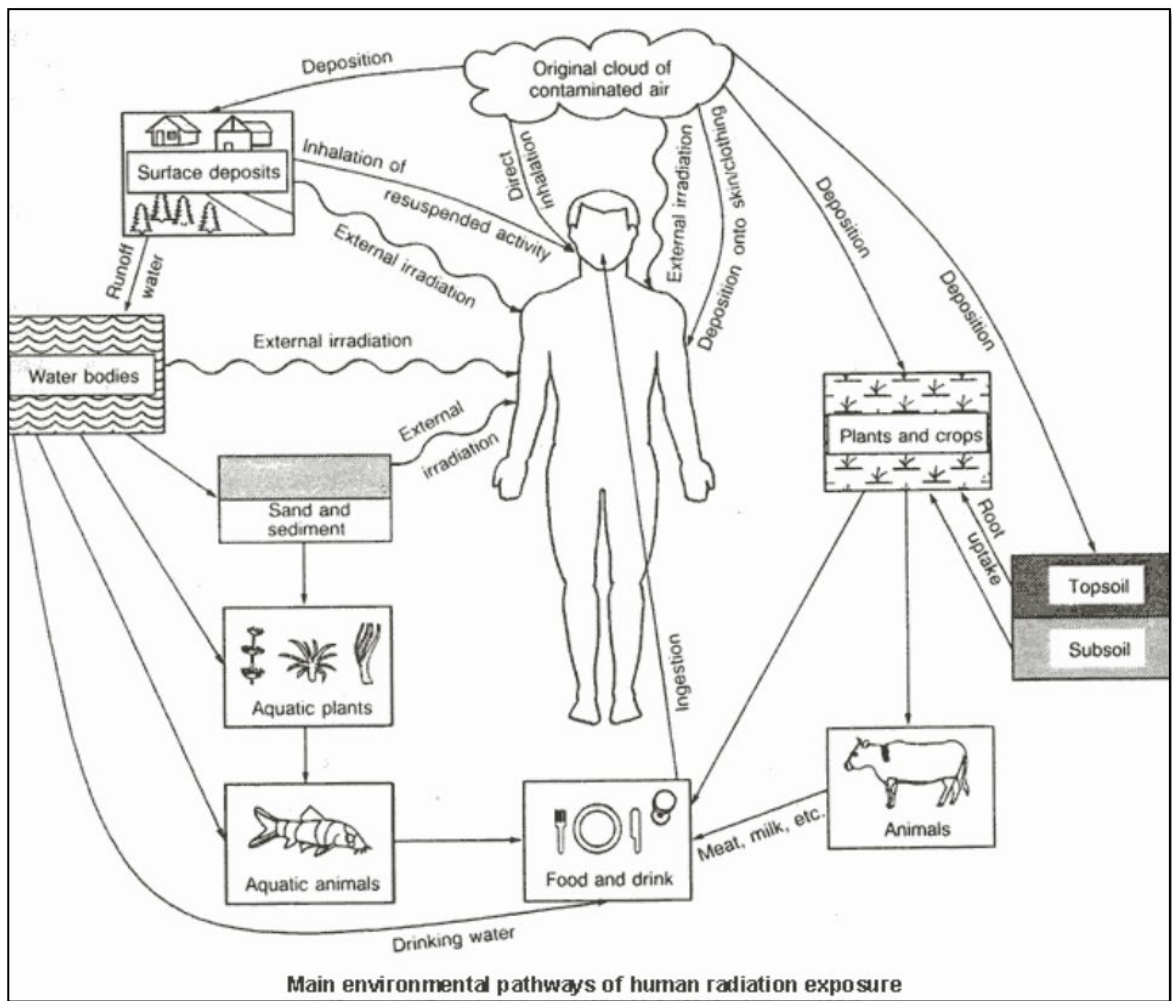 Original cloud of
contaminated air
Deposition
Surface deposits
Inhalation of
resuspended activity
Direct
inhalation
External irradiation
Deposition onto skin/clothing
Deposition
Deposition
External irradiation
Runoff
water
Water bodies
External irradiation
External
irradiation
Sand and
sediment
Plants and crops
Root
uptake
Topsoil
Subsoil
Aquatic plants
Ingestion
Aquatic animals
Food and drink
Meat, milk, etc.
Animals
Drinking water
Main environmental pathways of human radiation exposure